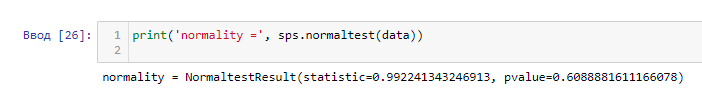 Ввод [26]:
1 print('normality =', sps.normaltest(data))
2
normality = NormaltestResult(statistic=0.992241343246913, pvalue=0.6088881611166078)